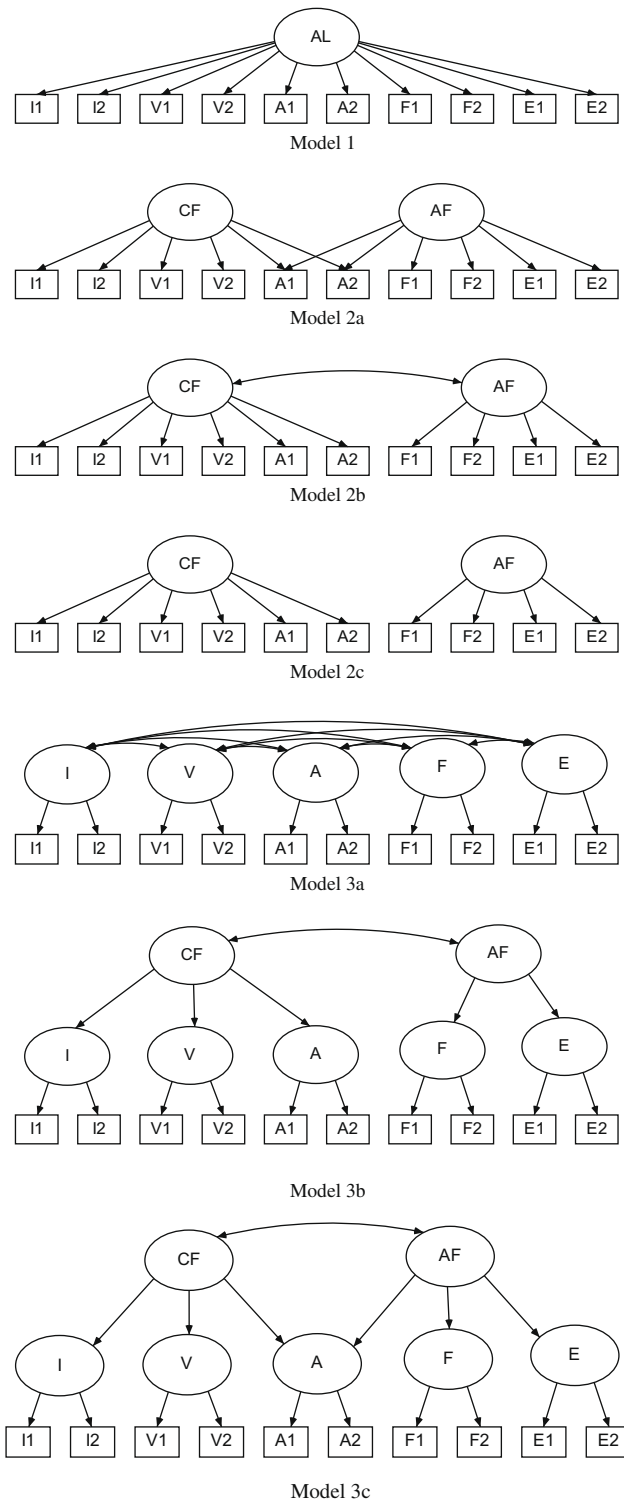 AL
I1 I2 V1 V2 A1 A2 F1 F2 E1 E2
Model 1
CF AF
I1 I2 V1 V2 A1 A2 F1 F2 E1 E2
Model 2a
CF AF
I1 I2 V1 V2 A1 A2 F1 F2 E1 E2
Model 2b
CF AF
I1 I2 V1 V2 A1 A2 F1 F2 E1 E2
Model 2c
I V A F E
I1 I2 V1 V2 A1 A2 F1 F2 E1 E2
Model 3a
CF AF
I V A F E
I1 I2 V1 V2 A1 A2 F1 F2 E1 E2
Model 3b
CF AF
I V A F E
I1 I2 V1 V2 A1 A2 F1 F2 E1 E2
Model 3c